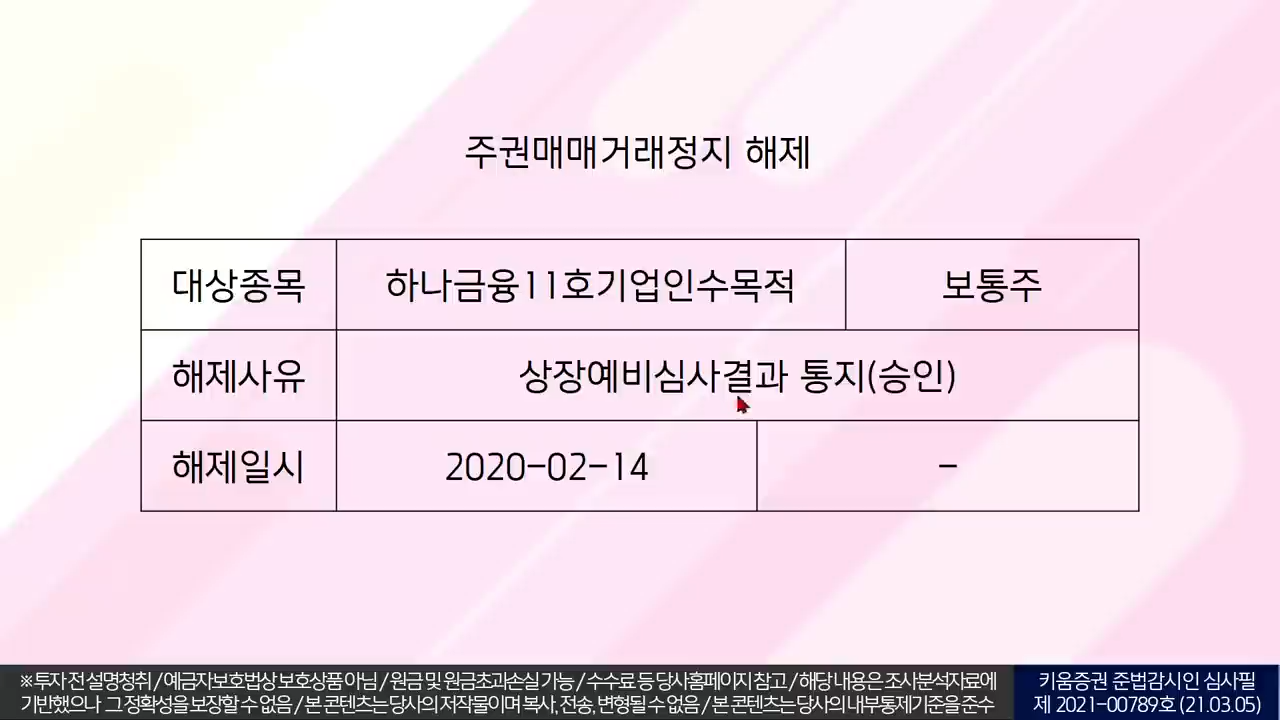 주권매매거래정지 해제
대상종목 하나금융11호기업인수목적 보통주
해제사유 상장예비심사결과 통지(승인)
해제일시 2020-02-14 -
※ 투자 전 설명청취 / 예금자보호법상 보호상품 아님 / 원금 및 원금초과손실 가능 / 수수료 등 당사홈페이지 참고 / 해당 내용은 조사분석자료에
기반했으나 그 정확성을 보장할 수 없음 / 본 콘텐츠는 당사의 저작물이며 복사, 전송, 변형될 수 없음 / 본 콘텐츠는 당사의 내부통제기준을 준수
키움증권 준법감시인 심사필
제 2021-00789호 (21.03.05)